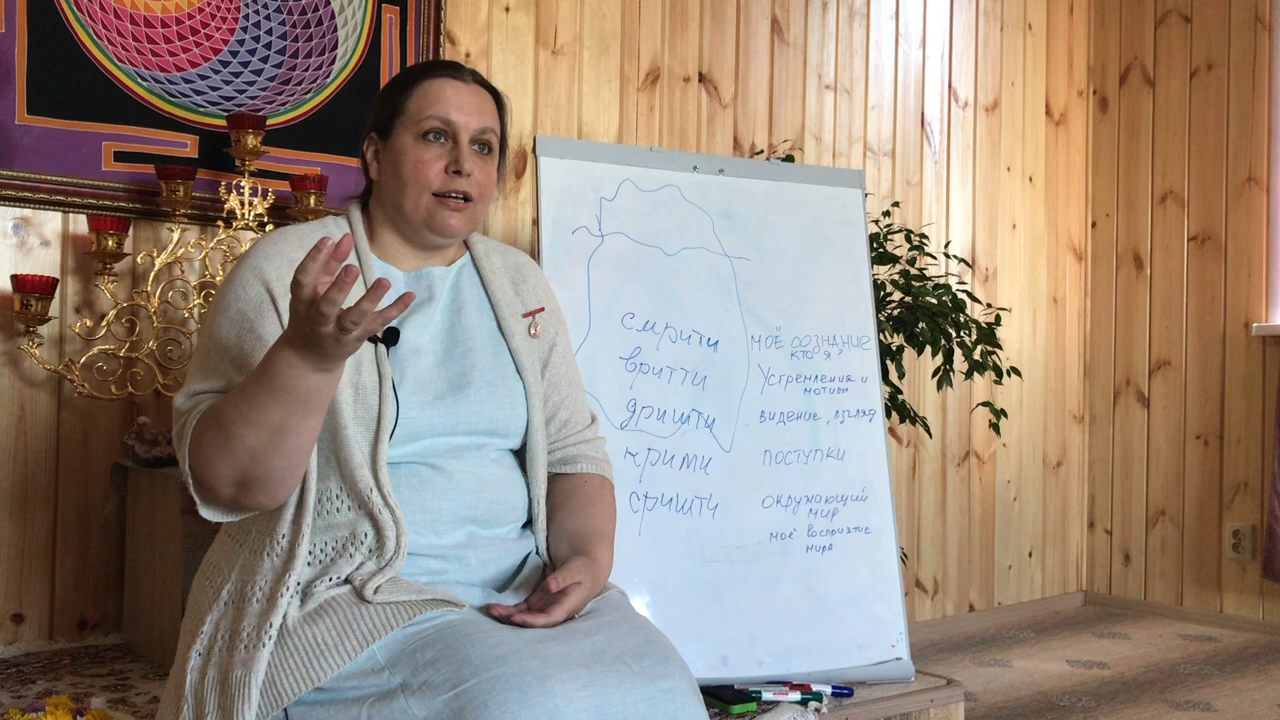 смрити моё сознание
кто я?
вритти устремления и
мотивы
дришти видение, взгляд
крити поступки
сришти окружающий
мир
моё восприятие
мира